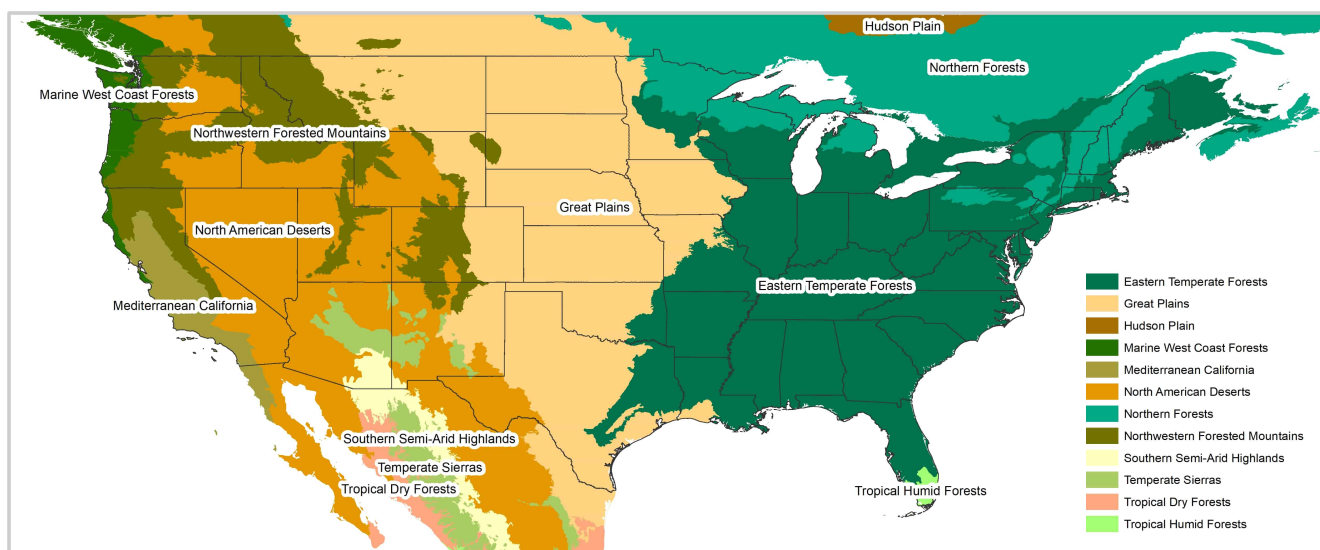 Hudson Plain
Northern Forests
Marine West Coast Forests
Northwestern Forested Mountains
Great Plains
North American Deserts
Eastern Temperate Forests
Mediterranean California
Southern Semi-Arid Highlands
Temperate Sierras
Tropical Dry Forests
Tropical Humid Forests
Eastern Temperate Forests
Great Plains
Hudson Plain
Marine West Coast Forests
Mediterranean California
North American Deserts
Northern Forests
Northwestern Forested Mountains
Southern Semi-Arid Highlands
Temperate Sierras
Tropical Dry Forests
Tropical Humid Forests